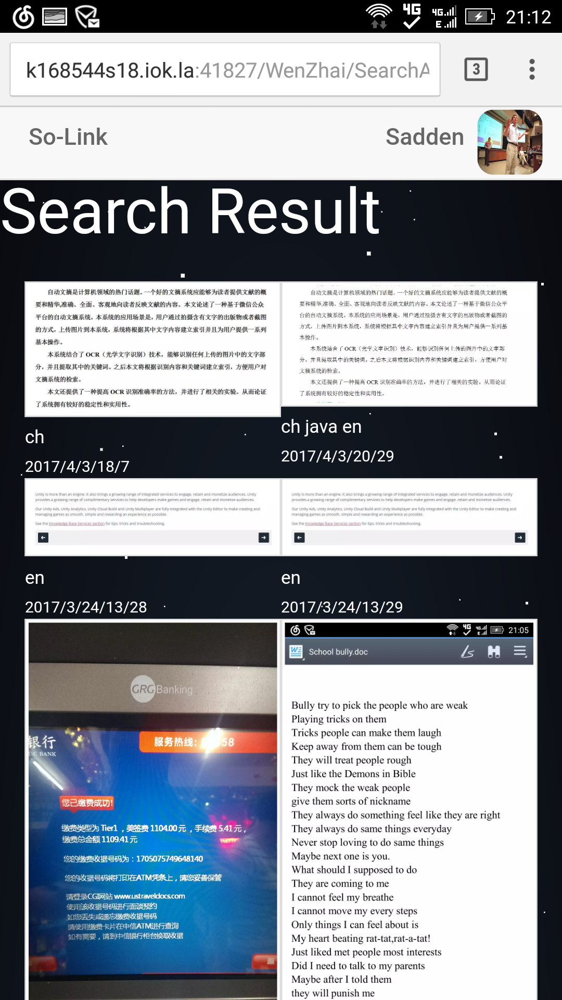 21:12
4G
4G
E
k168544s18.iok.la:41827/WenZhai/SearchA
3
So-Link
Sadden
Search Result
自动文摘是计算机领域的热门话题。一个好的文摘系统应能够为读者提供文献的概
要和精华,准确、全面、客观地向读者反映文献的内容。本文论述了一种基于微信公众
平台的自动文摘系统。本系统的应用场景是，用户通过拍摄含有文字的出版物或者截图
的方式，上传图片到本系统，系统将根据其中文字内容建立索引并且为用户提供一系列
基本操作。
本系统结合了 OCR（光学文字识别）技术，能够识别任何上传的图片中的文字部
分，并且提取其中的关键词。之后本文将根据识别内容和关键词建立索引，方便用户对
文摘系统的检索。
本文还提供了一种提高 OCR 识别准确率的方法，并进行了相关的实验。从而论证
了系统拥有较好的稳定性和实用性。
ch
2017/4/3/18/7
自动文摘是计算机领域的热门话题。一个好的文摘系统应能够为读者提供文献的概
要和精华,准确、全面、客观地向读者反映文献的内容。本文论述了一种基于微信公众平
台的自动文摘系统。本系统的应用场景是，用户通过拍摄含有文字的出版物或者截图的
方式，上传图片到本系统，系统将根据其中文字内容建立索引并且为用户提供一系列基
本操作。
本系统结合了 OCR（光学文字识别）技术，能够识别任何上传的图片中的文字部
分，并且提取其中的关键词。之后本文将根据识别内容和关键词建立索引，方便用户对
文摘系统的检索。
本文还提供了一种提高 OCR 识别准确率的方法，并进行了相关的实验。从而论证
了系统拥有较好的稳定性和实用性。
ch java en
2017/4/3/20/29
Unity is more than an engine. It also brings a growing range of integrated services to engage, retain and monetize audiences. Unity
provides a growing range of complimentary services to help developers make games and engage, retain and monetize audiences.
Our Unity Ads, Unity Analytics, Unity Cloud Build and Unity Multiplayer are fully integrated with the Unity Editor to make creating and
managing games as smooth, simple and rewarding an experience as possible.
See the Knowledge Base Services section for tips, tricks and troubleshooting.
en
2017/3/24/13/28
Unity is more than an engine. It also brings a growing range of integrated services to engage, retain and monetize audiences. Unity
provides a growing range of complimentary services to help developers make games and engage, retain and monetize audiences.
Our Unity Ads, Unity Analytics, Unity Cloud Build and Unity Multiplayer are fully integrated with the Unity Editor to make creating and
managing games as smooth, simple and rewarding an experience as possible.
See the Knowledge Base Services section for tips, tricks and troubleshooting.
en
2017/3/24/13/29
GRG Banking
银行
TIC BANK
服务热线:
58
您已缴费成功!
缴费类型为 Tier1 ，美签费 1104.00 元 ，手续费 5.41 元，
缴费总金额 1109.41 元
您的缴费收据号码为：1705075749648140
您的收据号码将打印在ATM凭条上，请您妥善保管
请登录CGI网站 www.ustraveldocs.com
使用该收据号码进行面谈预约
如您丢失或遗忘缴费收据号码
请使用缴费卡片在中信ATM进行查询
如有需要，请到中信银行柜台换取收据
4G
4G
E
21:05
School bully.doc
Bully try to pick the people who are weak
Playing tricks on them
Tricks people can make them laugh
Keep away from them can be tough
They will treat people rough
Just like the Demons in Bible
They mock the weak people
give them sorts of nickname
They always do something feel like they are right
They always do same things everyday
Never stop loving to do same things
Maybe next one is you.
What should I supposed to do
They are coming to me
I cannot feel my breathe
I cannot move my every steps
Only things I can feel about is
My heart beating rat-tat,rat-a-tat!
Just liked met people most interests
Did I need to talk to my parents
Maybe after I told them
they will punish me